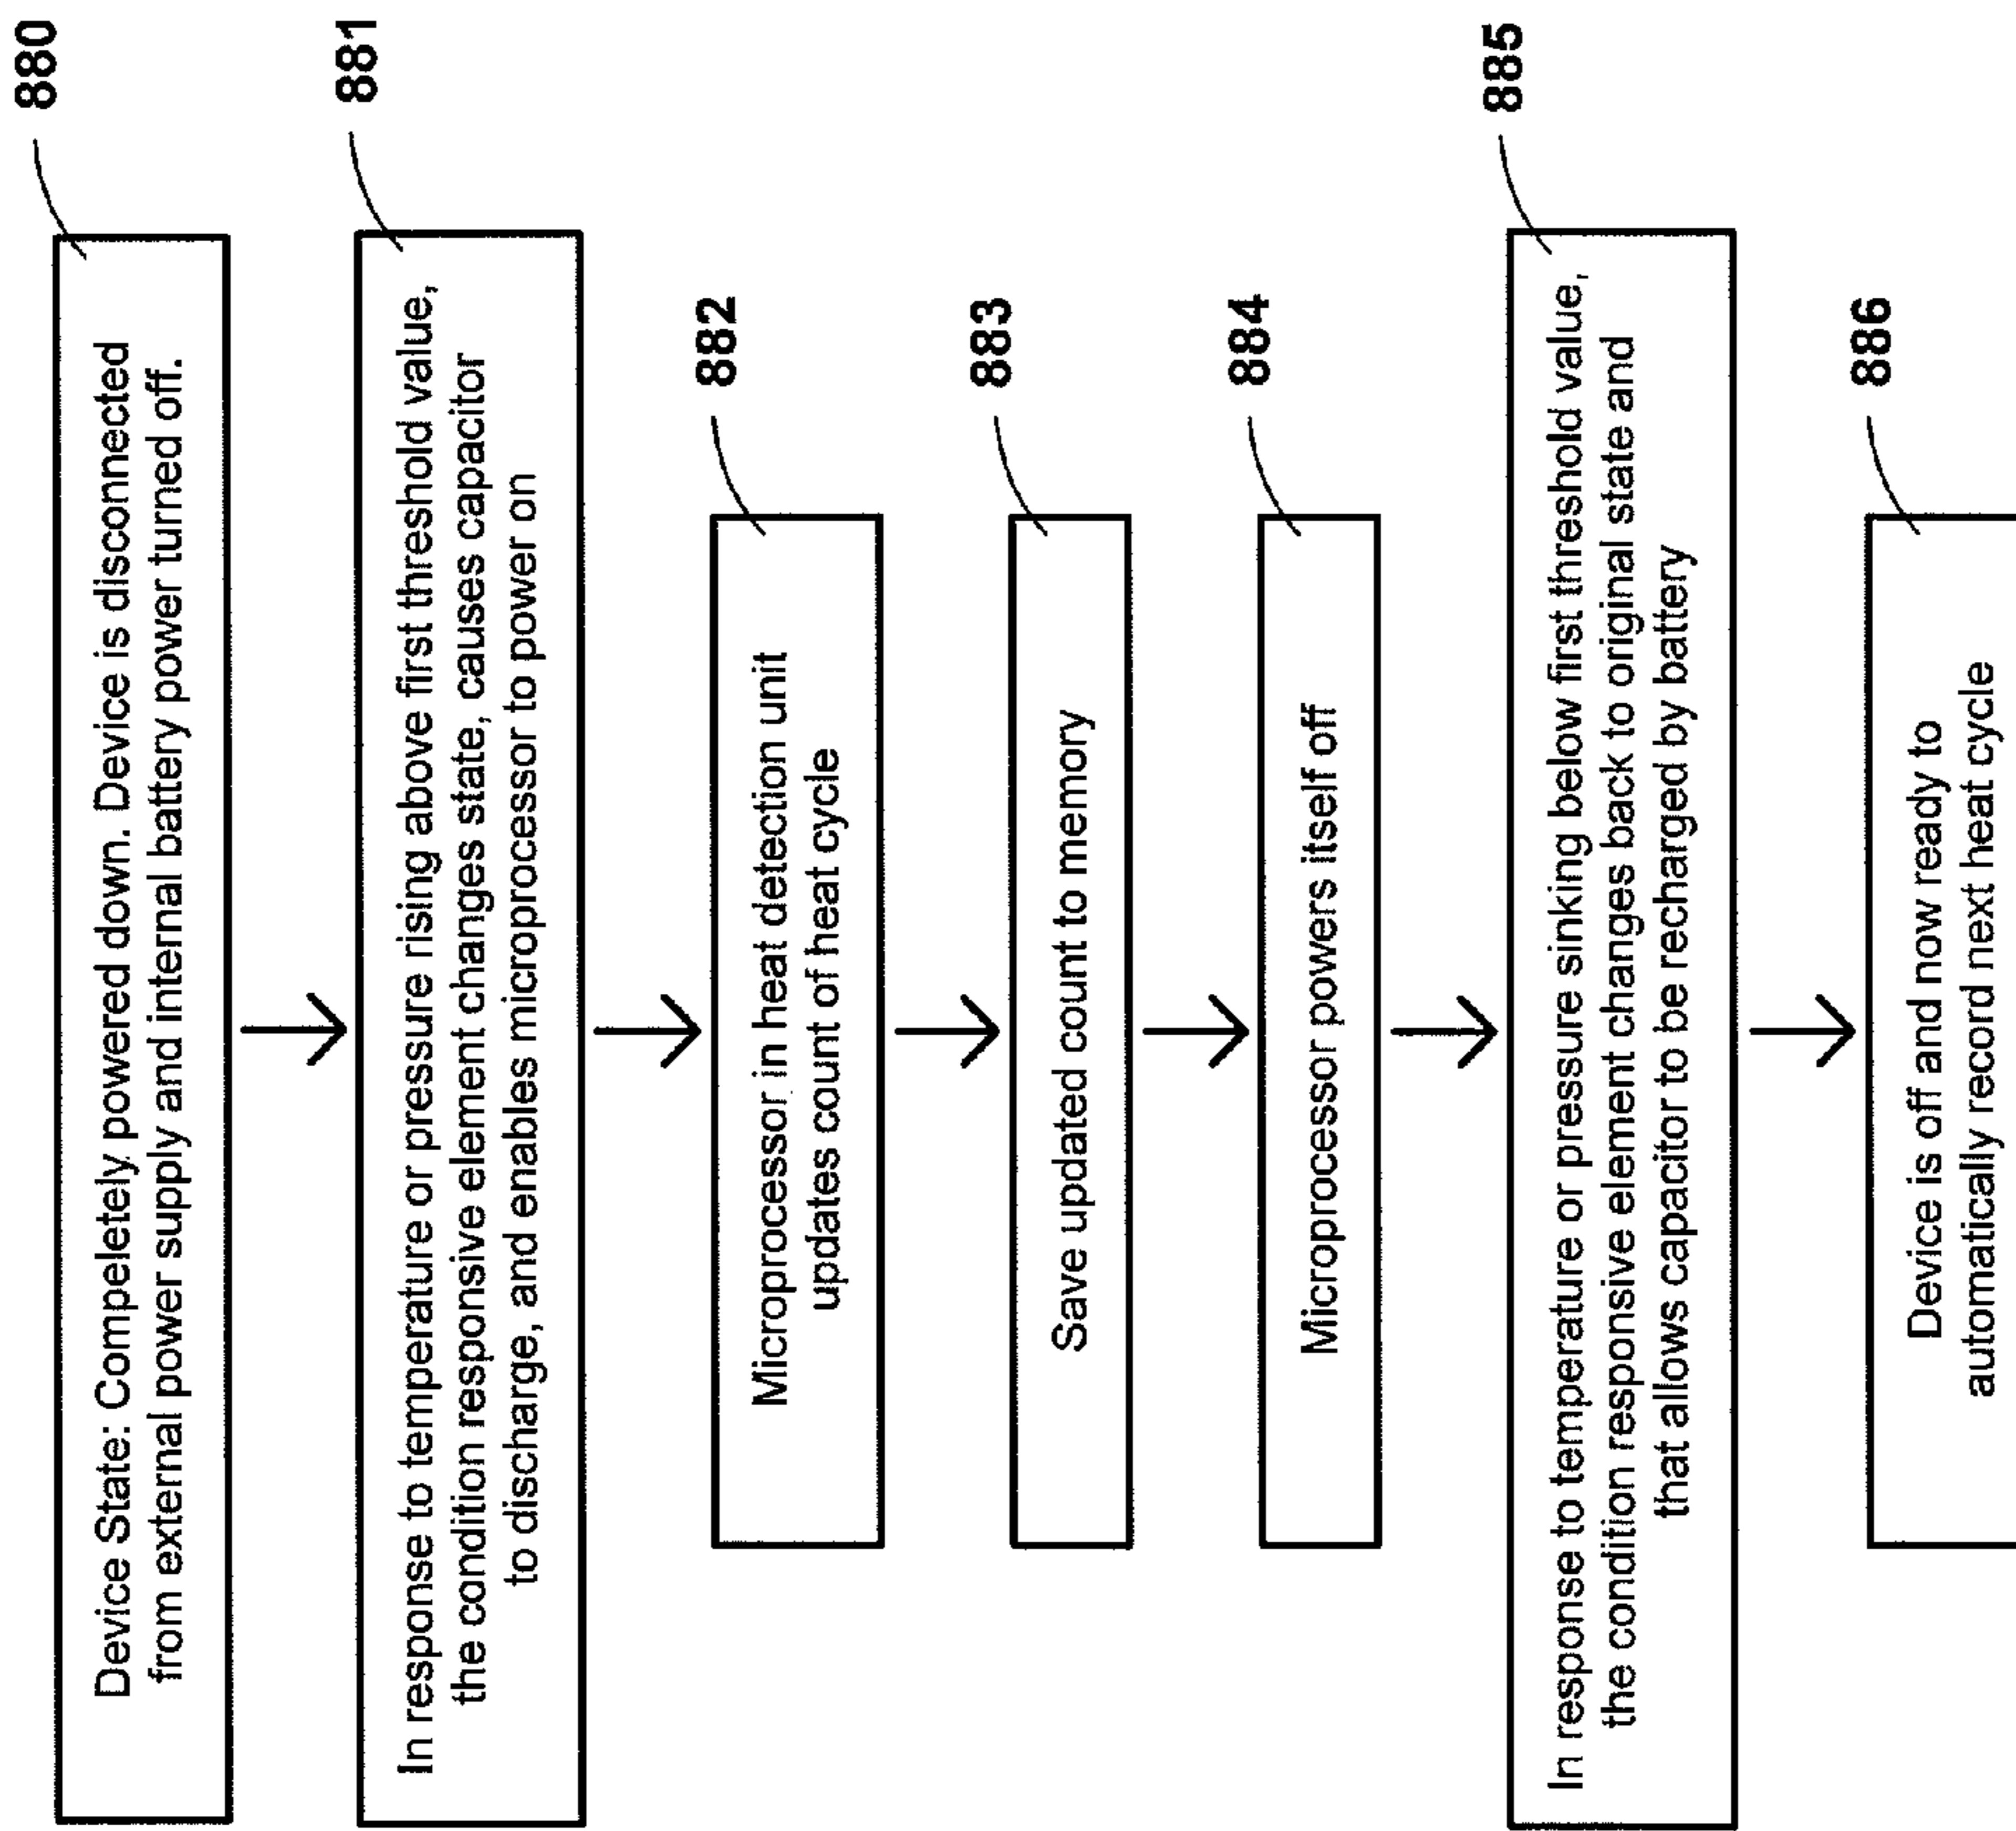 880
Device State: Completely powered down. Device is disconnected
from external power supply and internal battery power turned off.
881
In response to temperature or pressure rising above first threshold value,
the condition responsive element changes state, causes capacitor
to discharge, and enables microprocessor to power on
882
Microprocessor in heat detection unit
updates count of heat cycle
883
Save updated count to memory
884
Microprocessor powers itself off
885
In response to temperature or pressure sinking below first threshold value,
the condition responsive element changes back to original state and
that allows capacitor to be recharged by battery
886
Device is off and now ready to
automatically record next heat cycle